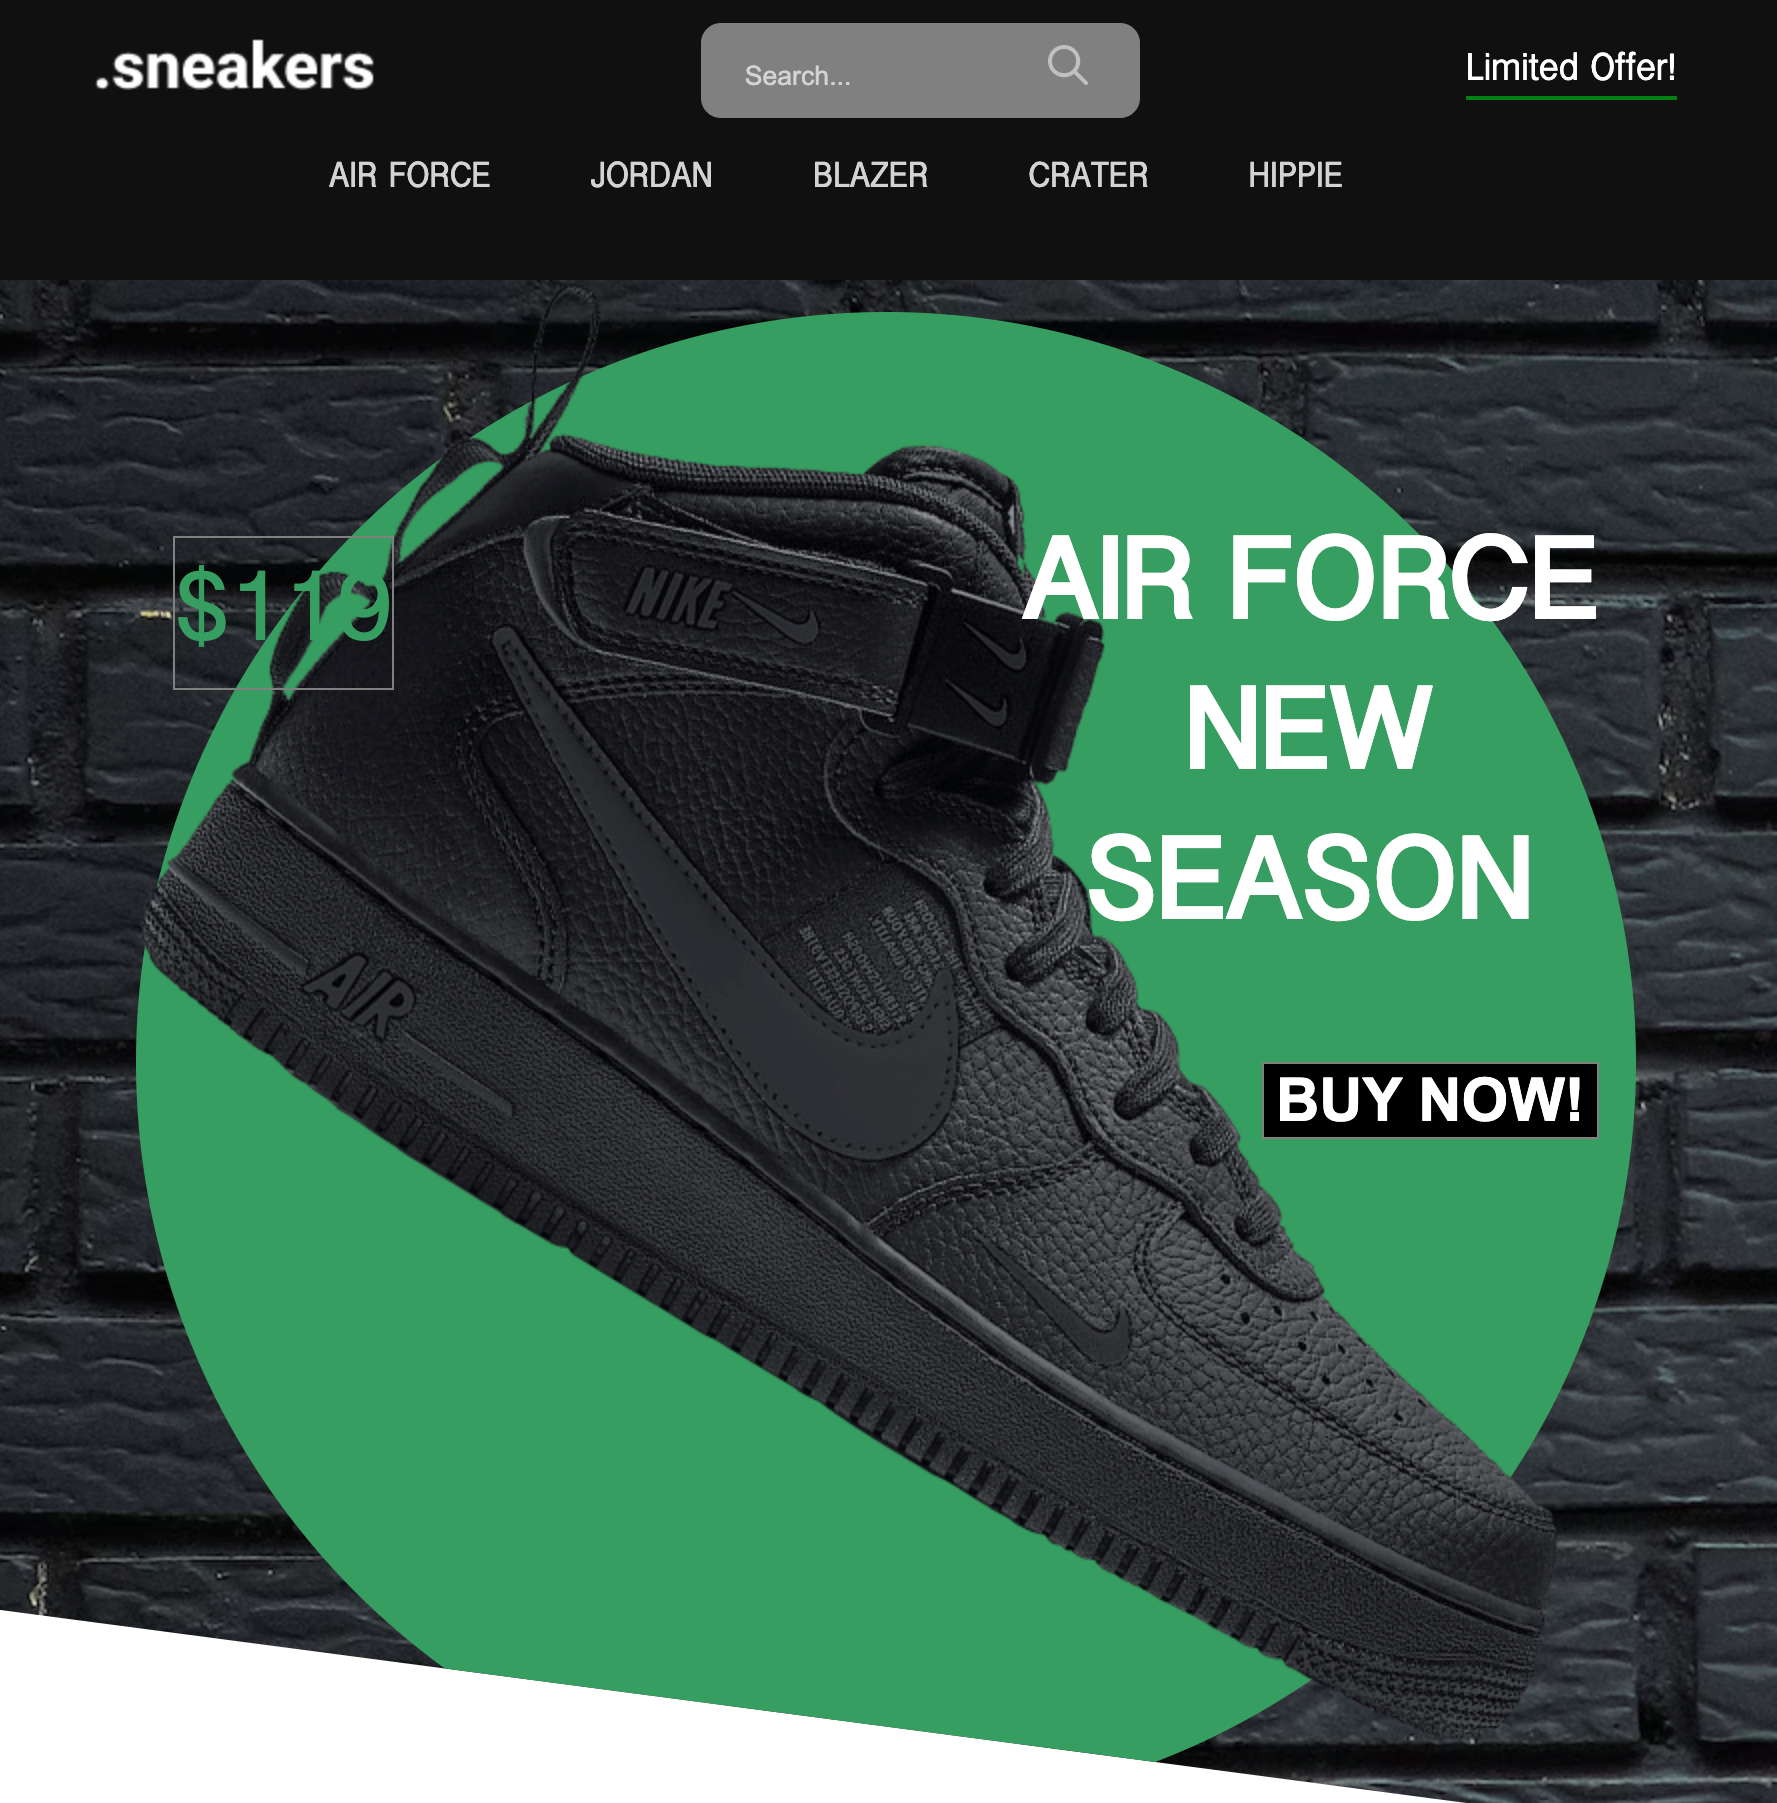 .sneakers
Search...
Limited Offer!
AIR FORCE
JORDAN
BLAZER
CRATER
HIPPIE
$119
NIKE
AIR FORCE
NEW
SEASON
AIR
BUY NOW!